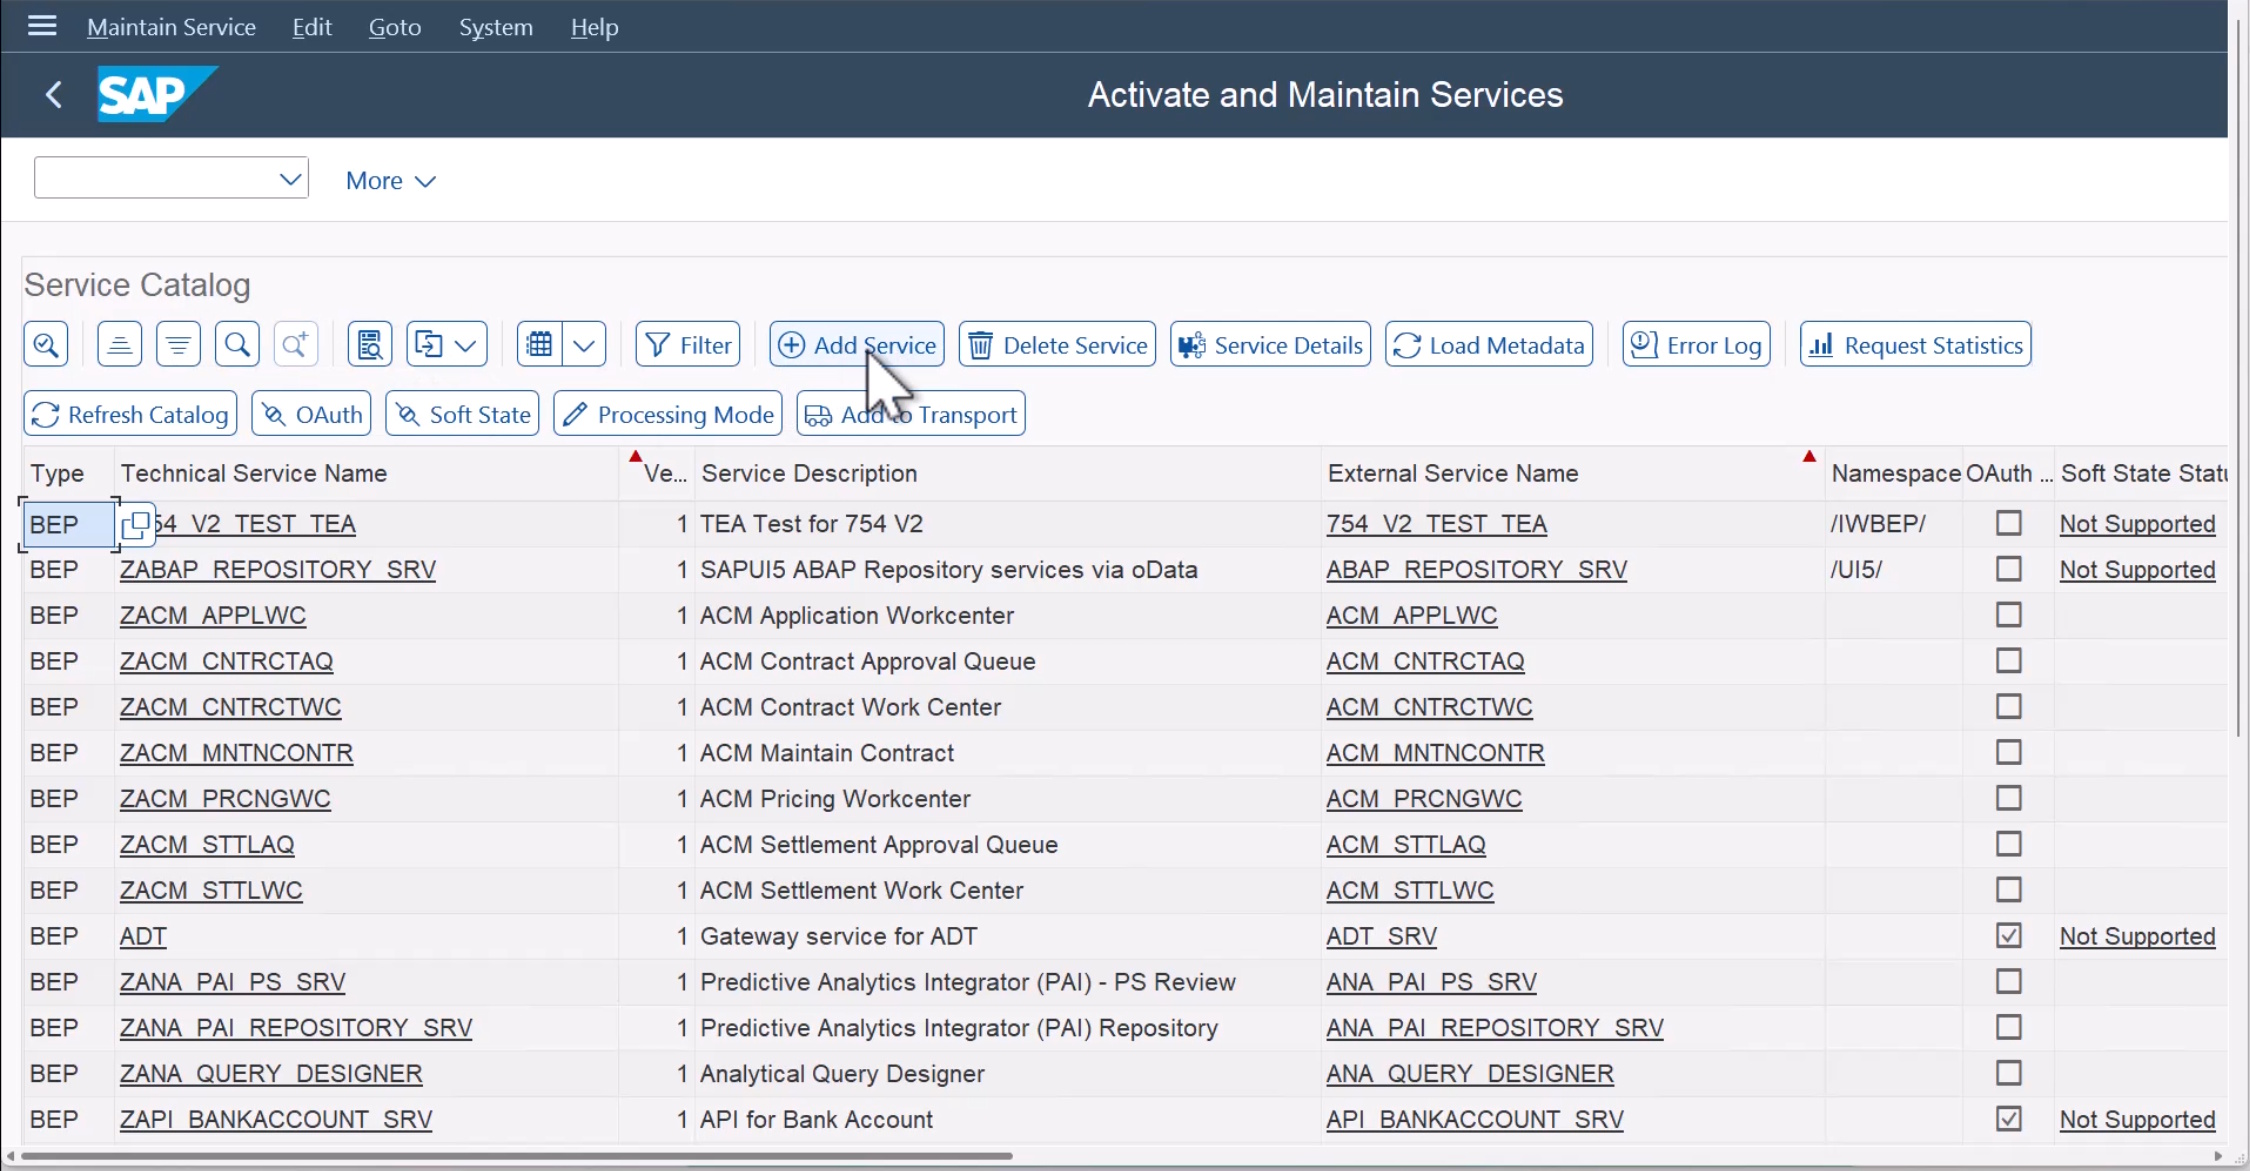 Maintain Service Edit Goto System Help
SAP Activate and Maintain Services
More
Service Catalog
Filter Add Service Delete Service Service Details Load Metadata Error Log Request Statistics
Refresh Catalog OAuth Soft State Processing Mode Add to Transport
Type Technical Service Name Ve... Service Description External Service Name Namespace OAuth ... Soft State Statu
BEP 54_V2_TEST_TEA 1 TEA Test for 754 V2 754_V2_TEST_TEA /IWBEP/ Not Supported
BEP ZABAP_REPOSITORY_SRV 1 SAPUI5 ABAP Repository services via oData ABAP_REPOSITORY_SRV /UI5/ Not Supported
BEP ZACM_APPLWC 1 ACM Application Workcenter ACM_APPLWC
BEP ZACM_CNTRCTAQ 1 ACM Contract Approval Queue ACM_CNTRCTAQ
BEP ZACM_CNTRCTWC 1 ACM Contract Work Center ACM_CNTRCTWC
BEP ZACM_MNTNCONTR 1 ACM Maintain Contract ACM_MNTNCONTR
BEP ZACM_PRCNGWC 1 ACM Pricing Workcenter ACM_PRCNGWC
BEP ZACM_STTLAQ 1 ACM Settlement Approval Queue ACM_STTLAQ
BEP ZACM_STTLWC 1 ACM Settlement Work Center ACM_STTLWC
BEP ADT 1 Gateway service for ADT ADT_SRV Not Supported
BEP ZANA_PAI_PS_SRV 1 Predictive Analytics Integrator (PAI) - PS Review ANA_PAI_PS_SRV
BEP ZANA_PAI_REPOSITORY_SRV 1 Predictive Analytics Integrator (PAI) Repository ANA_PAI_REPOSITORY_SRV
BEP ZANA_QUERY_DESIGNER 1 Analytical Query Designer ANA_QUERY_DESIGNER
BEP ZAPI_BANKACCOUNT_SRV 1 API for Bank Account API_BANKACCOUNT_SRV Not Supported